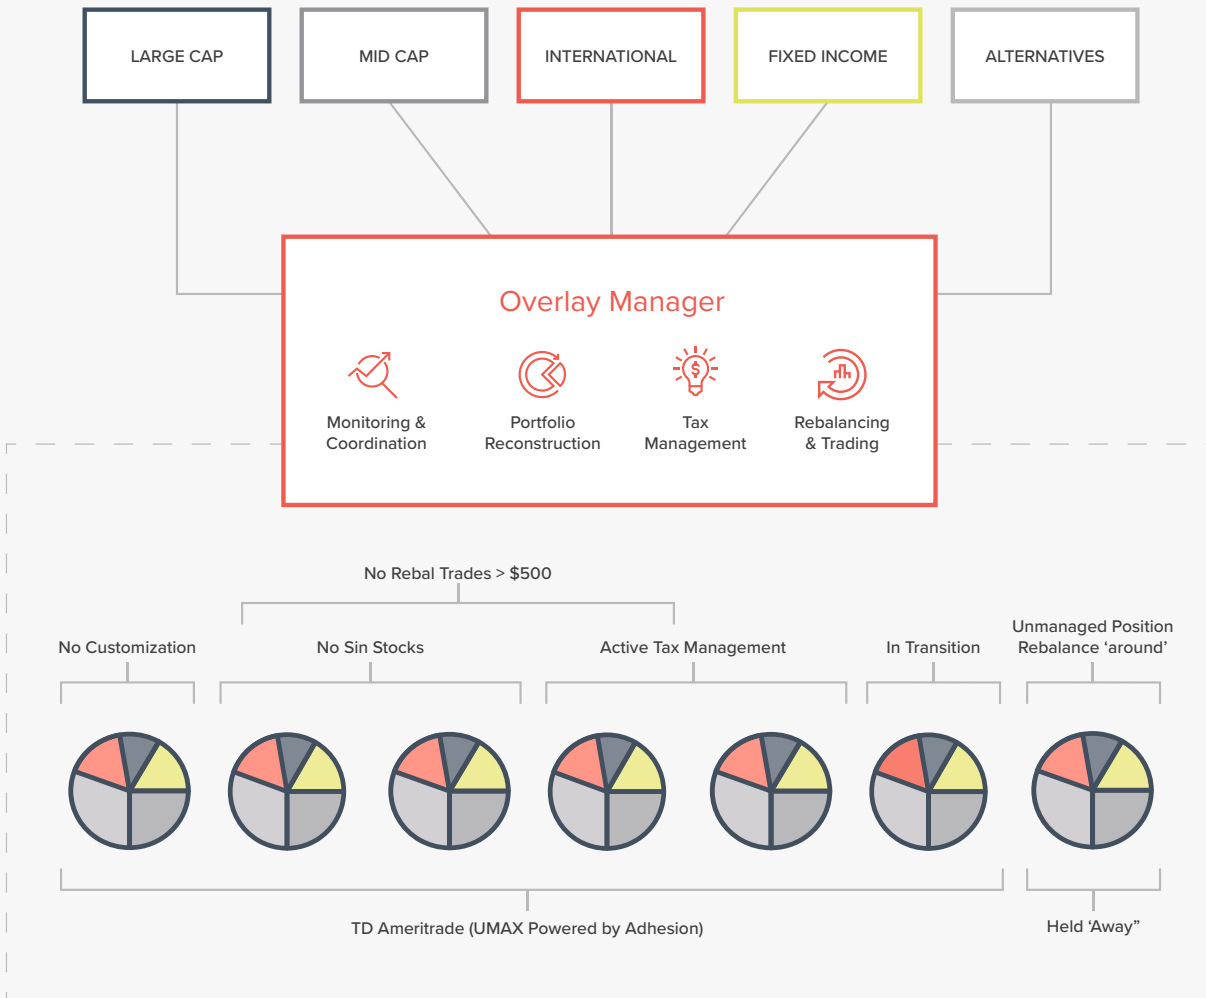 LARGE CAP
MID CAP
INTERNATIONAL
FIXED INCOME
ALTERNATIVES
Overlay Manager
Monitoring &
Coordination
Portfolio
Reconstruction
Tax
Management
Rebalancing
& Trading
No Rebal Trades > $500
No Customization
No Sin Stocks
Active Tax Management
In Transition
Unmanaged Position
Rebalance ‘around’
TD Ameritrade (UMAX Powered by Adhesion)
Held ‘Away”